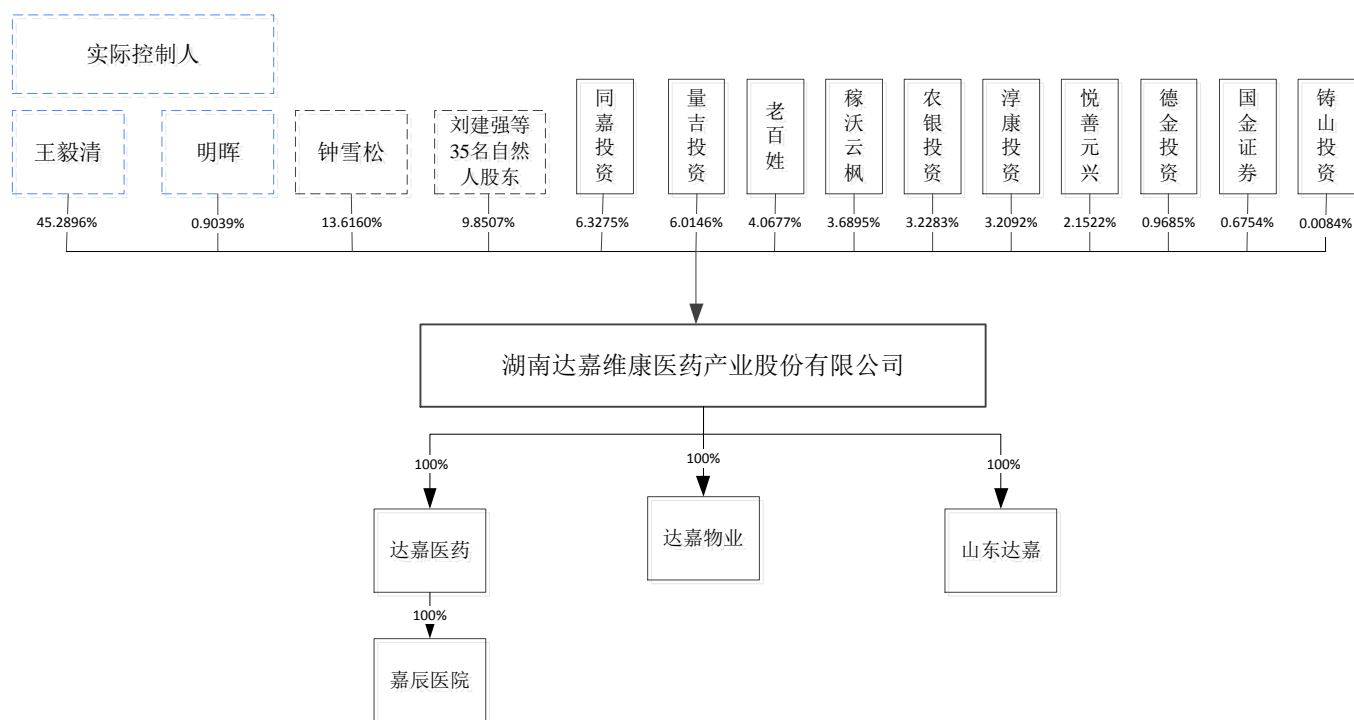 实际控制人
王毅清
明晖
钟雪松
刘建强等
35名自然
人股东
同嘉投资
量吉投资
老百姓
稼沃云枫
农银投资
淳康投资
悦善元兴
德金投资
国金证券
铸山投资
45.2896%
0.9039%
13.6160%
9.8507%
6.3275%
6.0146%
4.0677%
3.6895%
3.2283%
3.2092%
2.1522%
0.9685%
0.6754%
0.0084%
湖南达嘉维康医药产业股份有限公司
100%
100%
100%
达嘉医药
达嘉物业
山东达嘉
100%
嘉辰医院